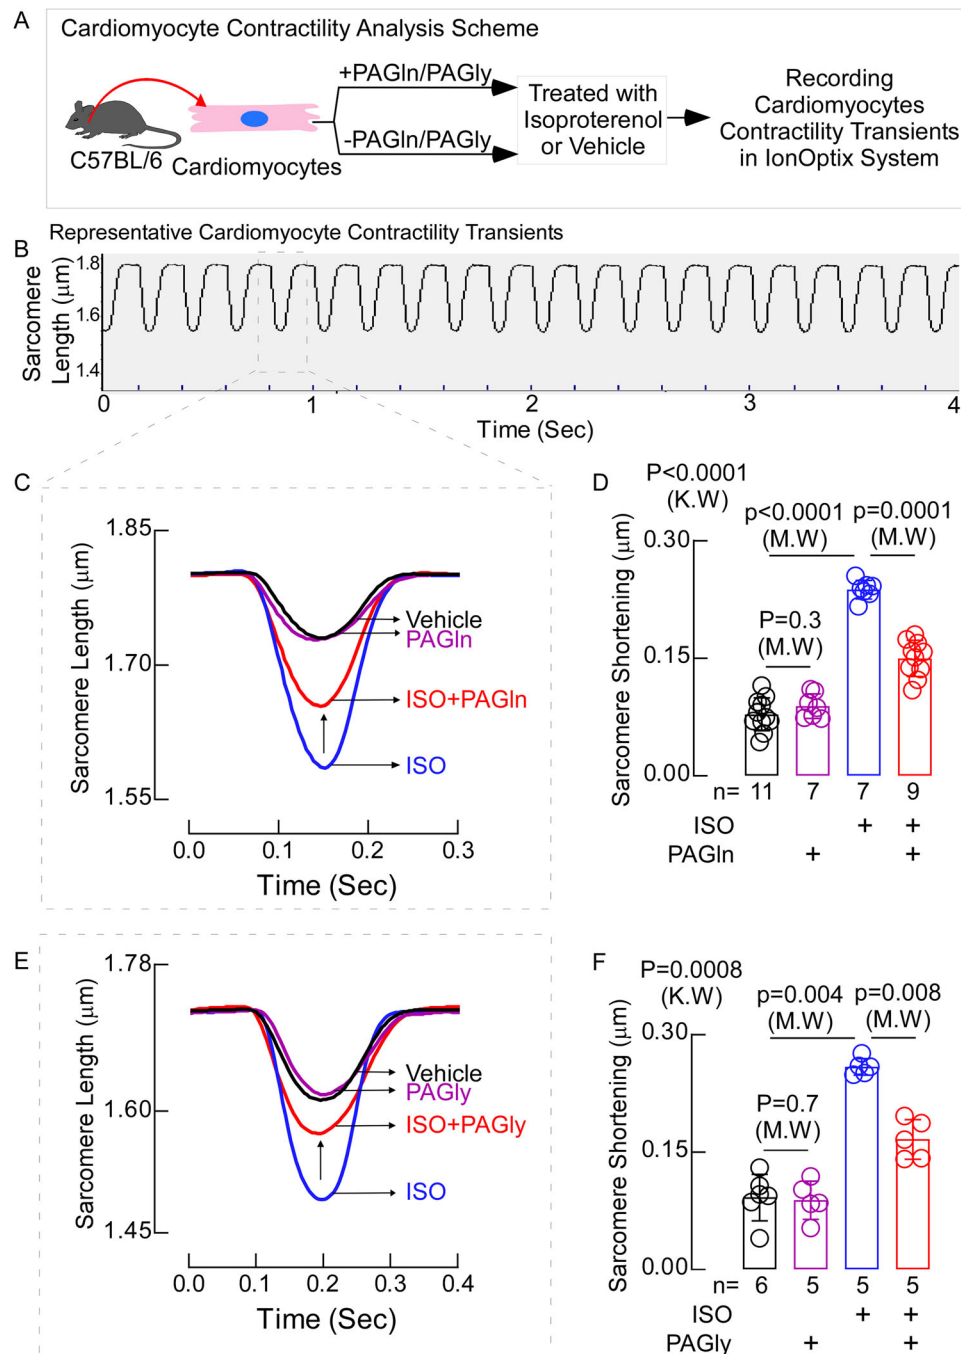 A
Cardiomyocyte Contractility Analysis Scheme
C57BL/6
Cardiomyocytes
+PAGln/PAGly
-PAGln/PAGly
Treated with
Isoproterenol
or Vehicle
Recording
Cardiomyocytes
Contractility Transients
in IonOptix System
B
Representative Cardiomyocyte Contractility Transients
Sarcomere
Length (μm)
1.8
1.6
1.4
0
1
2
3
4
Time (Sec)
C
Sarcomere Length (μm)
1.85
1.70
1.55
Vehicle
PAGln
ISO+PAGln
ISO
0.0
0.1
0.2
0.3
Time (Sec)
D
P<0.0001
(K.W)
p<0.0001
(M.W)
p=0.0001
(M.W)
P=0.3
(M.W)
Sarcomere Shortening (μm)
0.30
0.15
0.00
n= 11 7 7 9
ISO + +
PAGln + +
E
Sarcomere Length (μm)
1.78
1.60
1.45
Vehicle
PAGly
ISO+PAGly
ISO
0.0
0.1
0.2
0.3
0.4
Time (Sec)
F
P=0.0008
(K.W)
p=0.004
(M.W)
p=0.008
(M.W)
P=0.7
(M.W)
Sarcomere Shortening (μm)
0.30
0.15
0.00
n= 6 5 5 5
ISO + +
PAGly + +